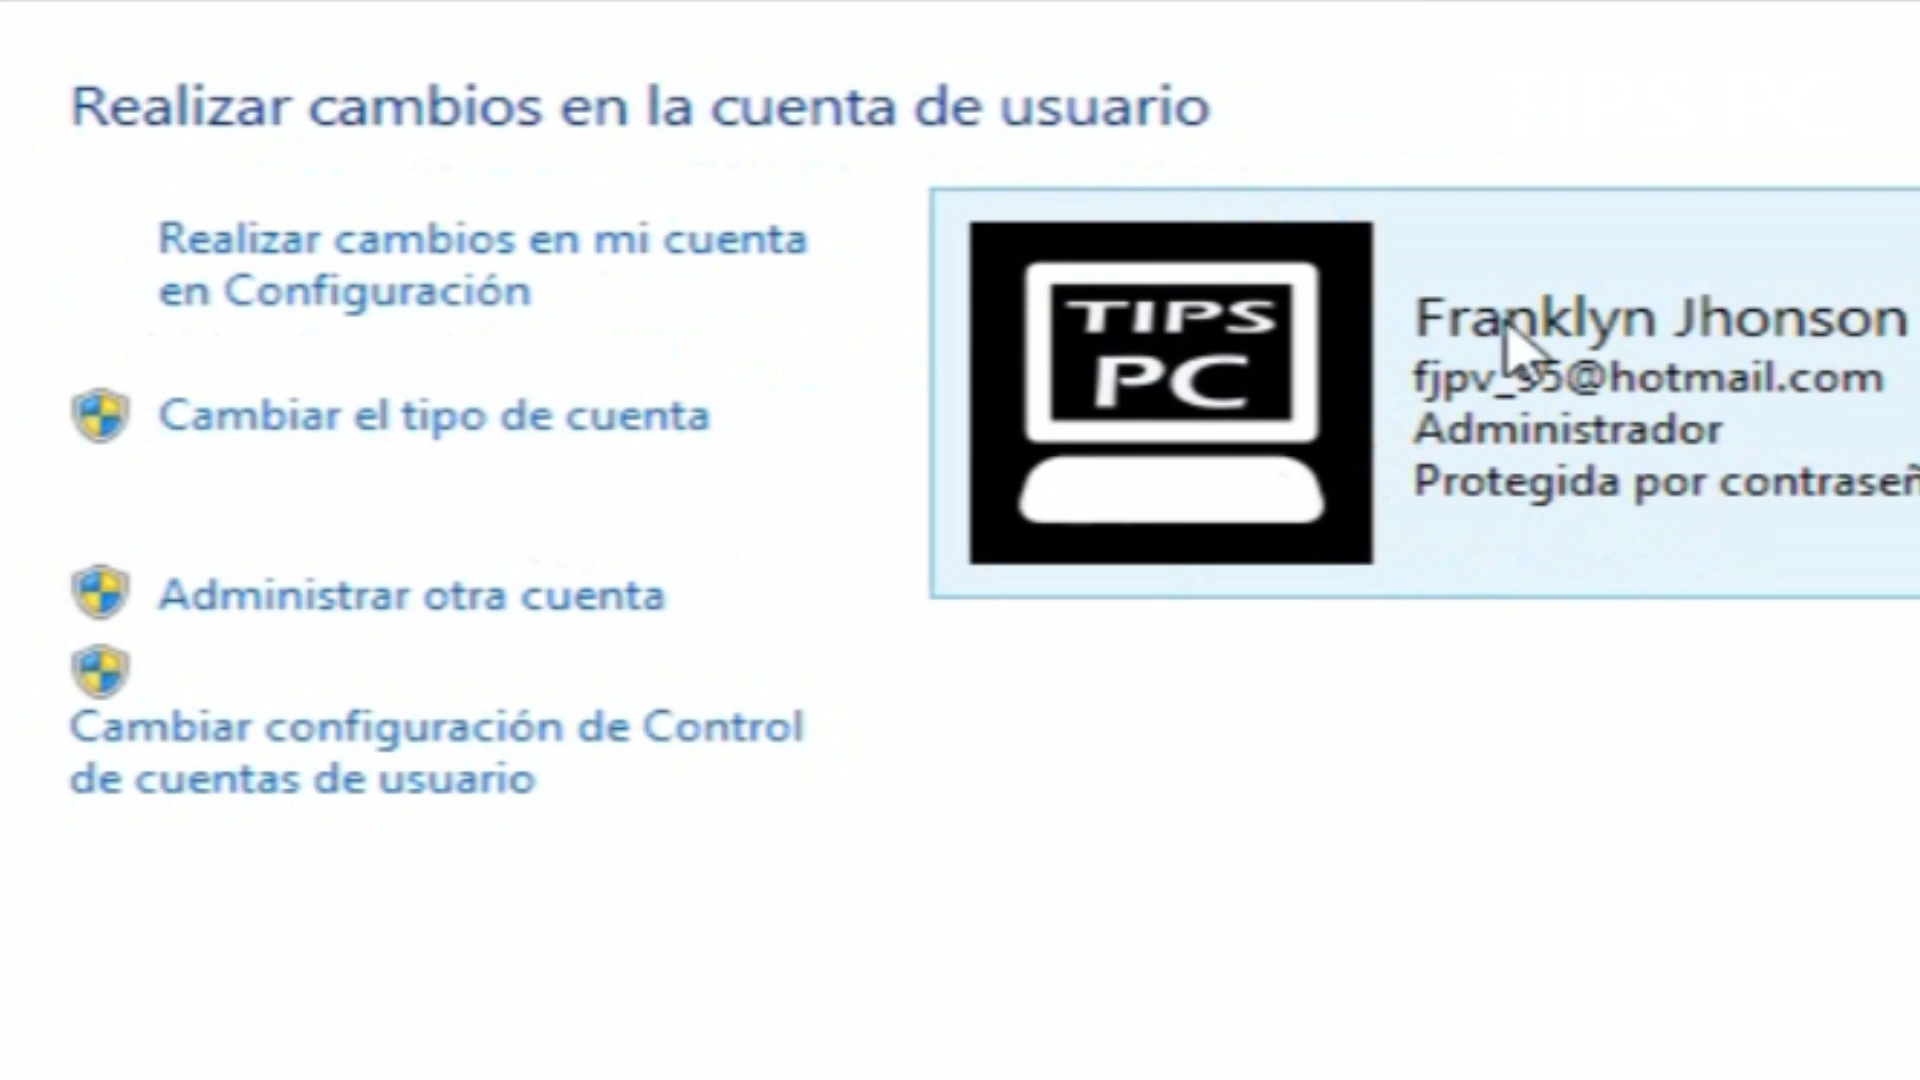 Realizar cambios en la cuenta de usuario
Realizar cambios en mi cuenta
en Configuración
Cambiar el tipo de cuenta
Administrar otra cuenta
Cambiar configuración de Control
de cuentas de usuario
TIPS
PC
Franklyn Jhonson
Administrador
Protegida por